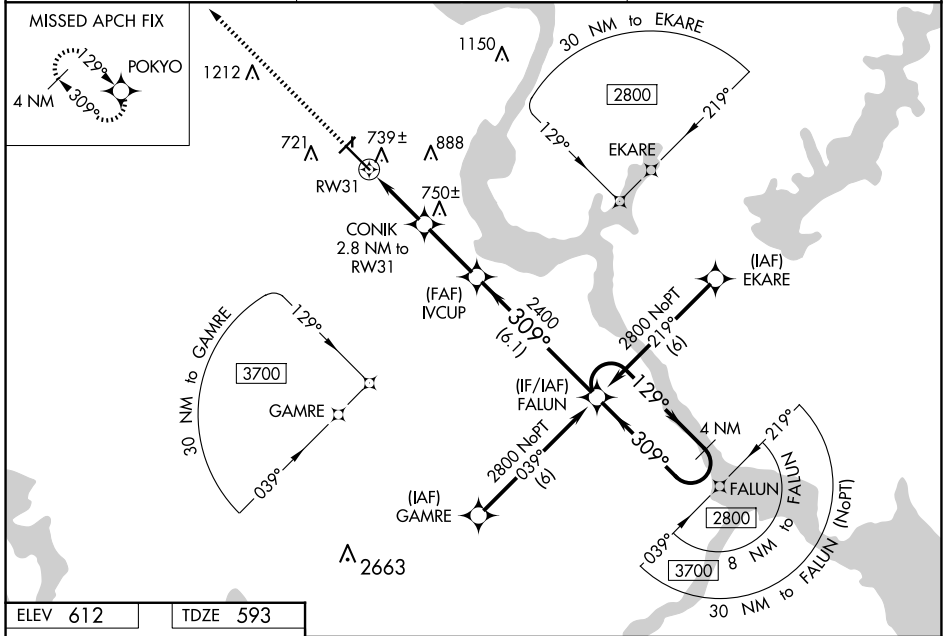 MISSED APCH FIX
129°
POKYO
4 NM
309°
1212
1150
30 NM to EKARE
2800
219°
129°
EKARE
721
739±
888
RW31
750±
CONIK
2.8 NM to
RW31
(FAF)
IVCUP
(IAF)
EKARE
2400
309°
(6.1)
2800 NoPT
219°
(6)
30 NM to GAMRE
129°
3700
GAMRE
039°
(IF/IAF)
FALUN
129°
309°
4 NM
2800 NoPT
039°
(6)
(IAF)
GAMRE
219°
FALUN
2800
039°
8 NM to FALUN
3700
30 NM to FALUN (NoPT)
2663
ELEV 612
TDZE 593